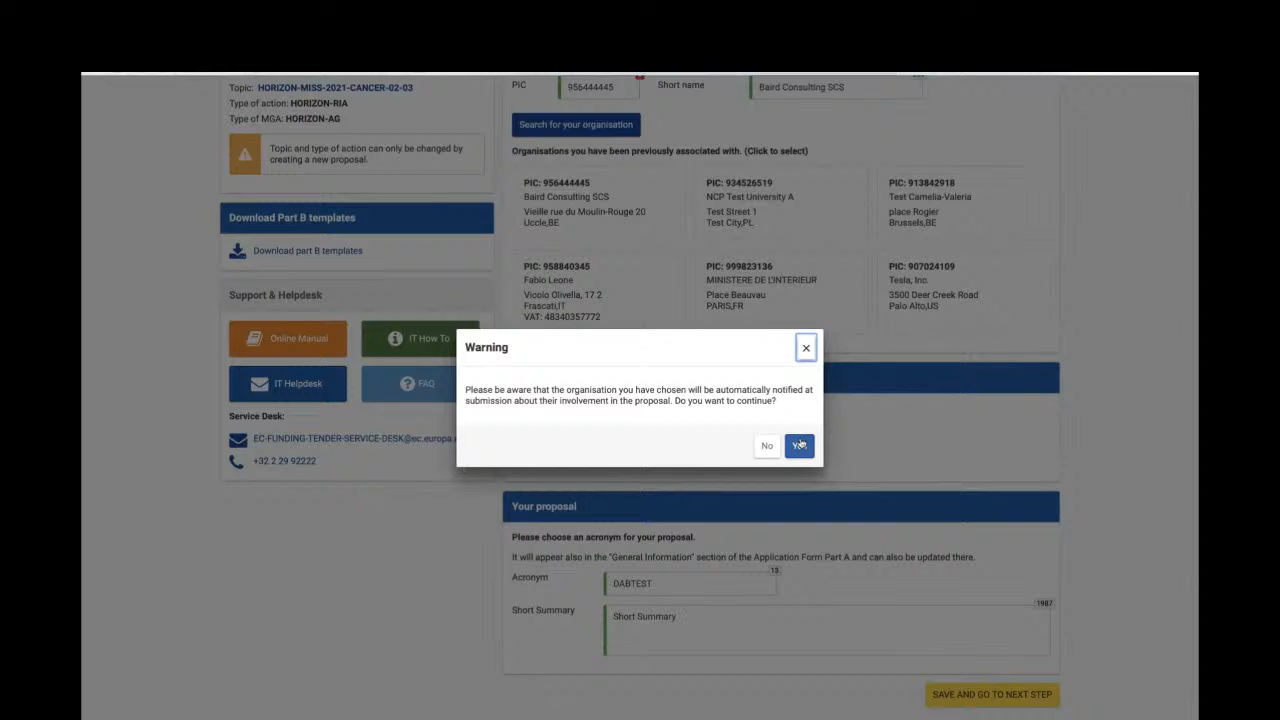 Topic: HORIZON-MISS-2021-CANCER-02-03
Type of action: HORIZON-RIA
Type of MGA: HORIZON-AG
Topic and type of action can only be changed by
creating a new proposal.
Download Part B templates
Download part B templates
Support & Helpdesk
Online Manual
IT How To
IT Helpdesk
FAQ
Service Desk:
EC-FUNDING-TENDER-SERVICE-DESK@ec.europa
+32 2 29 92222
PIC
956444445
Short name
Baird Consulting SCS
Search for your organisation
Organisations you have been previously associated with. (Click to select)
PIC: 956444445
Baird Consulting SCS
Vieille rue du Moulin-Rouge 20
Uccle,BE
PIC: 934526519
NCP Test University A
Test Street 1
Test City,PL
PIC: 913842918
Test Camelia-Valeria
place Rogier
Brussels,BE
PIC: 958840345
Fabio Leone
Vicolo Olivella, 17 2
Frascati,IT
VAT: 48340357772
PIC: 999823136
MINISTERE DE L'INTERIEUR
Place Beauvau
PARIS,FR
PIC: 907024109
Tesla, Inc.
3500 Deer Creek Road
Palo Alto,US
Warning
Please be aware that the organisation you have chosen will be automatically notified at
submission about their involvement in the proposal. Do you want to continue?
No
Your proposal
Please choose an acronym for your proposal.
It will appear also in the "General Information" section of the Application Form Part A and can also be updated there.
Acronym
13
DABTEST
Short Summary
1987
Short Summary
SAVE AND GO TO NEXT STEP